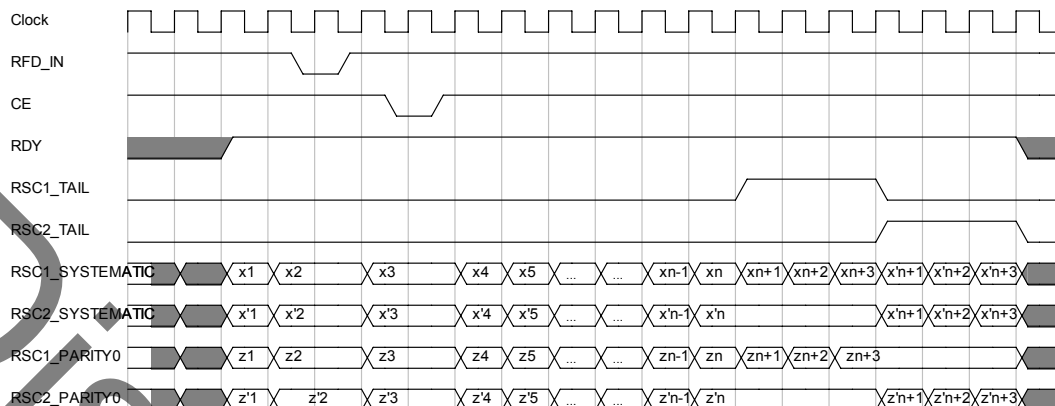 Clock
RFD_IN
CE
RDY
RSC1_TAIL
RSC2_TAIL
RSC1_SYSTEMATIC x1 x2 x3 x4 x5 ... ... xn-1 xn xn+1 xn+2 xn+3 x'n+1 x'n+2 x'n+3
RSC2_SYSTEMATIC x'1 x'2 x'3 x'4 x'5 ... ... x'n-1 x'n x'n+1 x'n+2 x'n+3
RSC1_PARITY0 z1 z2 z3 z4 z5 ... ... zn-1 zn zn+1 zn+2 zn+3
RSC2_PARITY0 z'1 z'2 z'3 z'4 z'5 ... ... z'n-1 z'n z'n+1 z'n+2 z'n+3